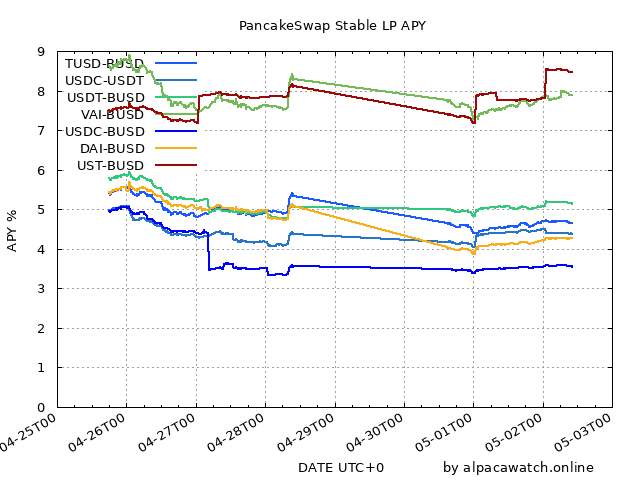 PancakeSwap Stable LP APY
9
8
7
6
5
4
3
2
1
0
APY %
TUSD-BUSD
USDC-USDT
USDT-BUSD
VAI-BUSD
USDC-BUSD
DAI-BUSD
UST-BUSD
04-25T00
04-26T00
04-27T00
04-28T00
04-29T00
04-30T00
05-01T00
05-02T00
05-03T00
DATE UTC+0
by alpacawatch.online